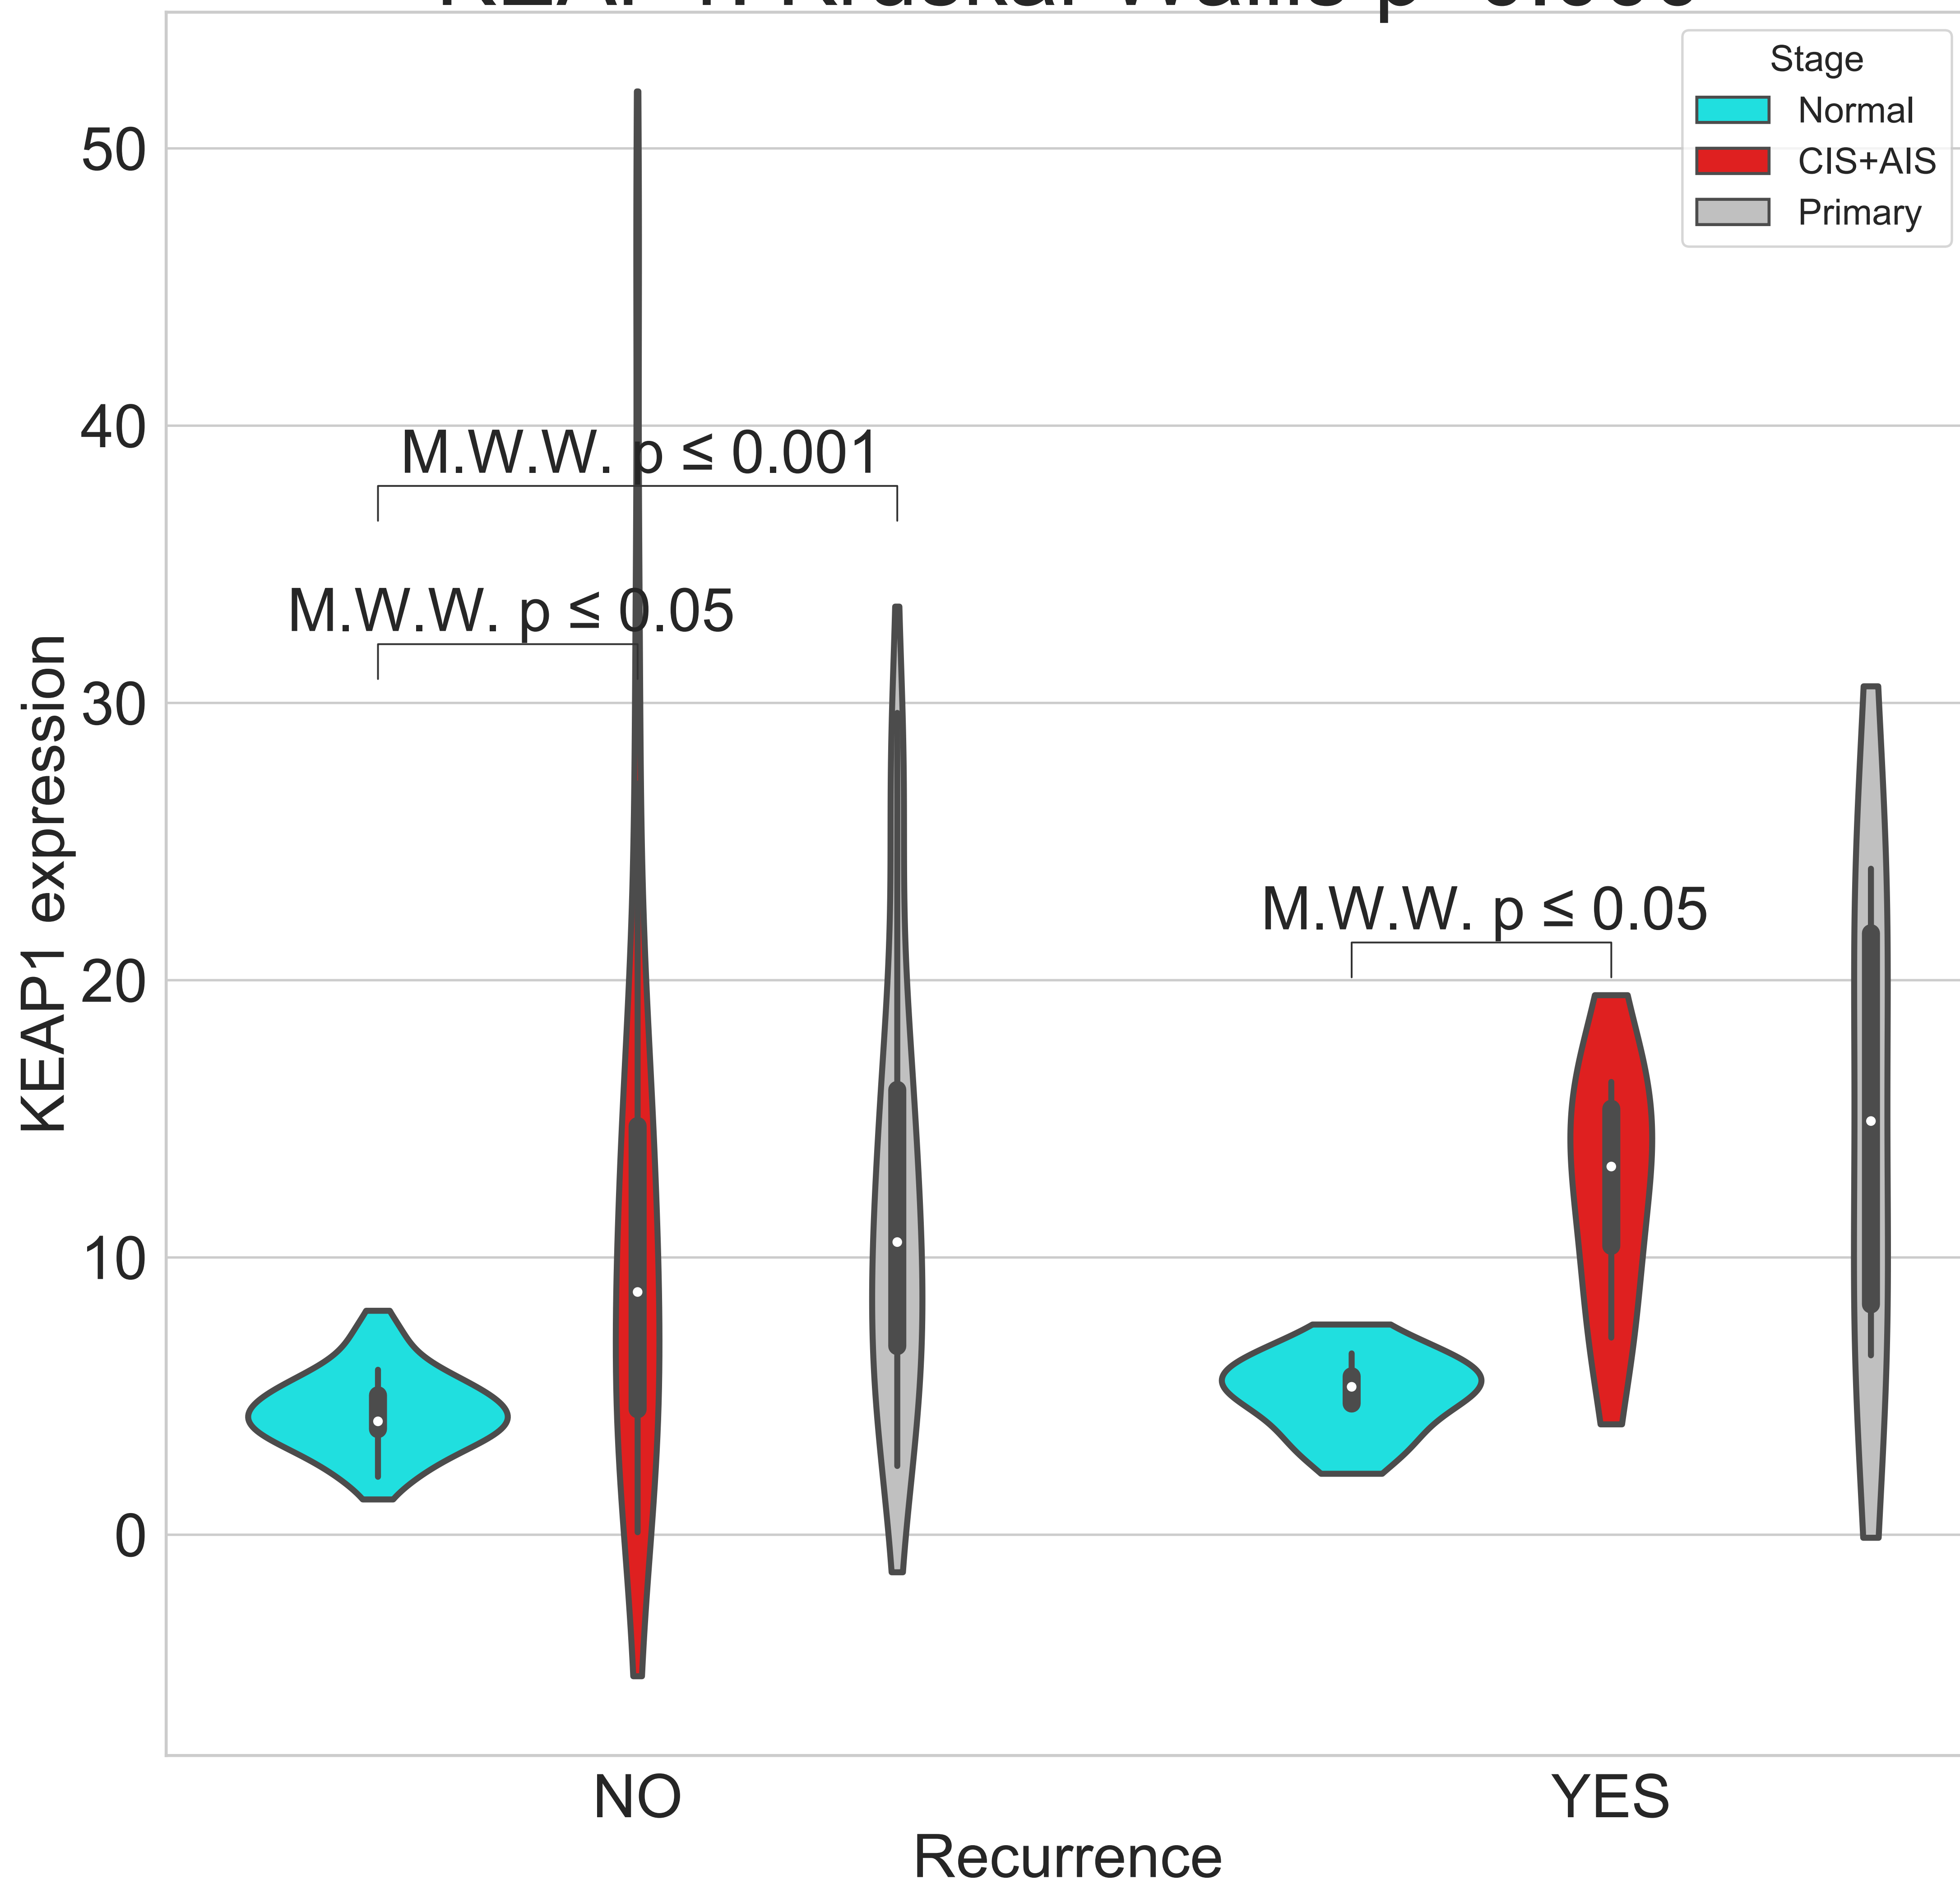 Stage
Normal
CIS+AIS
Primary
50
40
30
20
10
0
KEAP1 expression
M.W.W. p ≤ 0.001
M.W.W. p ≤ 0.05
M.W.W. p ≤ 0.05
NO
YES
Recurrence